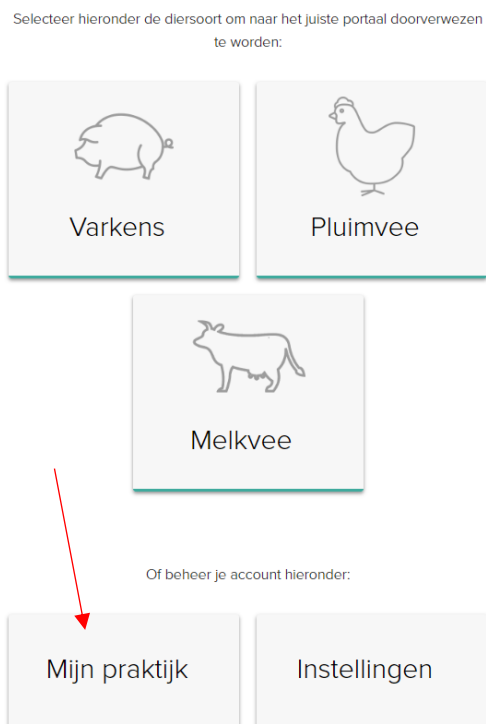 Selecteer hieronder de diersoort om naar het juiste portaal doorverwezen
te worden:
Varkens
Pluimvee
Melkvee
Of beheer je account hieronder:
Mijn praktijk
Instellingen